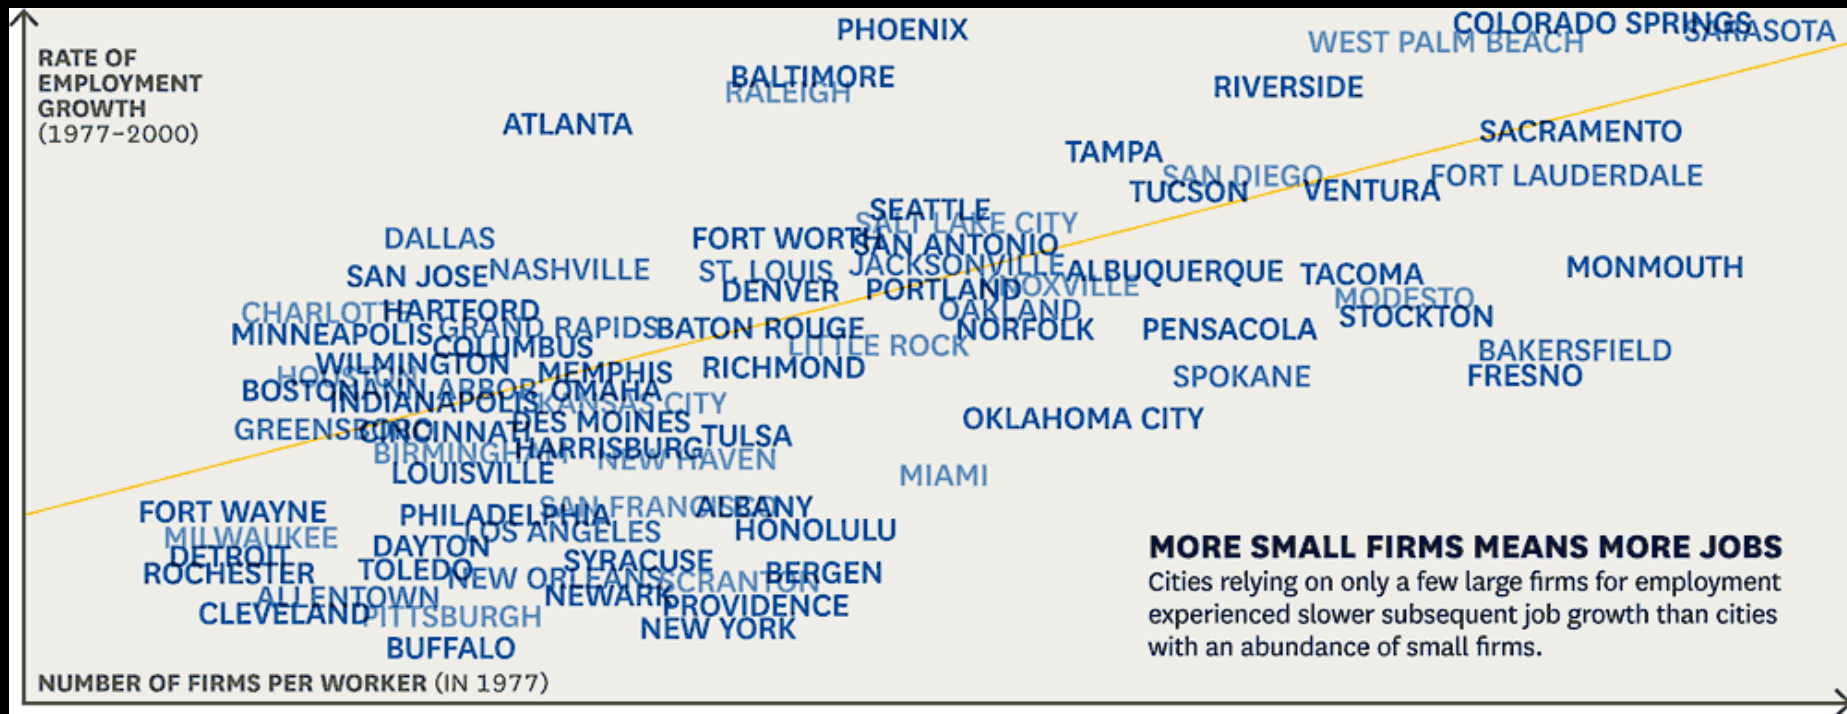 PHOENIX
COLORADO SPRINGS
SARASOTA
WEST PALM BEACH
RATE OF
EMPLOYMENT
GROWTH
(1977–2000)
BALTIMORE
RALEIGH
RIVERSIDE
ATLANTA
SACRAMENTO
TAMPA
SAN DIEGO
FORT LAUDERDALE
TUCSON
VENTURA
SEATTLE
SALT LAKE CITY
DALLAS
FORT WORTH
SAN ANTONIO
SAN JOSE
NASHVILLE
ST. LOUIS
JACKSONVILLE
ALBUQUERQUE
TACOMA
MONMOUTH
DENVER
PORTLAND
KNOXVILLE
MODESTO
CHARLOTTE
HARTFORD
OAKLAND
STOCKTON
MINNEAPOLIS
GRAND RAPIDS
BATON ROUGE
NORFOLK
PENSACOLA
COLUMBUS
LITTLE ROCK
BAKERSFIELD
WILMINGTON
MEMPHIS
RICHMOND
HOUSTON
SPOKANE
FRESNO
BOSTON
ANN ARBOR
OMAHA
INDIANAPOLIS
KANSAS CITY
OKLAHOMA CITY
GREENSBORO
CINCINNATI
DES MOINES
TULSA
BIRMINGHAM
HARRISBURG
NEW HAVEN
LOUISVILLE
MIAMI
FORT WAYNE
PHILADELPHIA
SAN FRANCISCO
ALBANY
MILWAUKEE
LOS ANGELES
HONOLULU
DETROIT
DAYTON
SYRACUSE
ROCHESTER
TOLEDO
NEW ORLEANS
SCRANTON
BERGEN
ALLENTOWN
NEWARK
PROVIDENCE
CLEVELAND
PITTSBURGH
NEW YORK
BUFFALO
MORE SMALL FIRMS MEANS MORE JOBS
Cities relying on only a few large firms for employment
experienced slower subsequent job growth than cities
with an abundance of small firms.
NUMBER OF FIRMS PER WORKER (IN 1977)